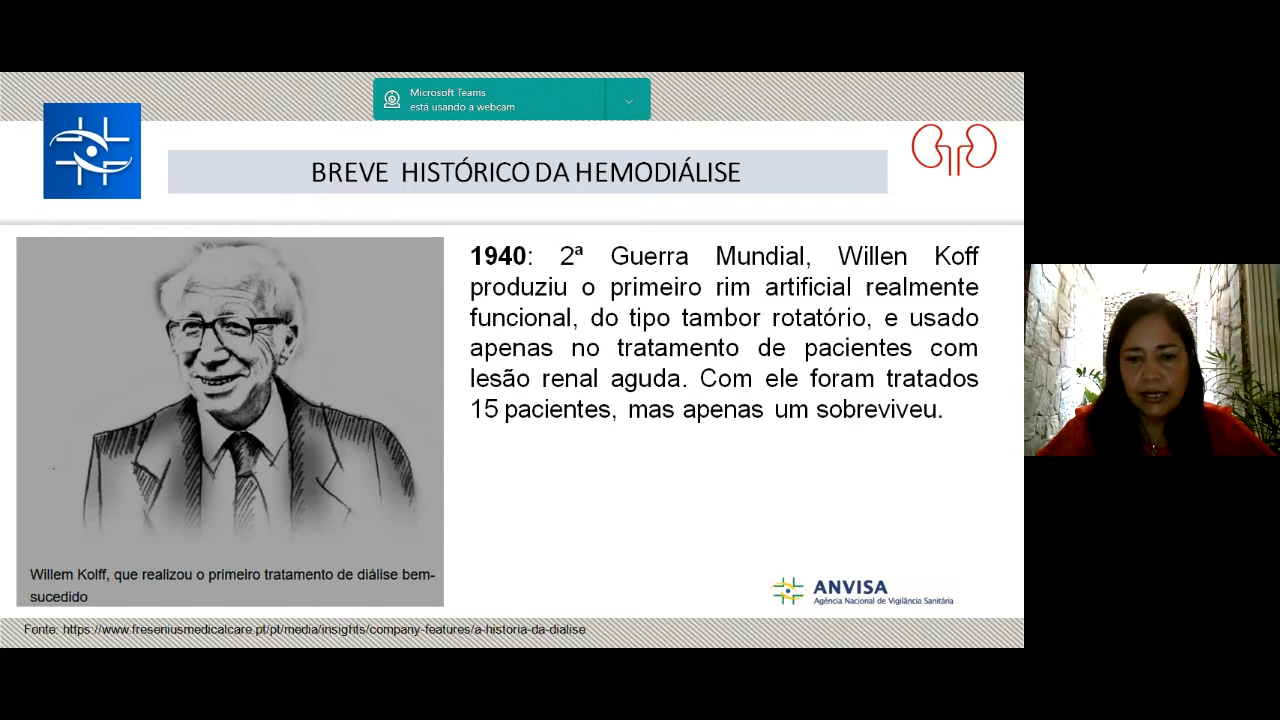 Microsoft Teams
está usando a webcam
BREVE HISTÓRICO DA HEMODIÁLISE
1940: 2ª Guerra Mundial, Willen Koff
produziu o primeiro rim artificial realmente
funcional, do tipo tambor rotatório, e usado
apenas no tratamento de pacientes com
lesão renal aguda. Com ele foram tratados
15 pacientes, mas apenas um sobreviveu.
Willem Kolff, que realizou o primeiro tratamento de diálise bem-
sucedido
ANVISA
Agência Nacional de Vigilância Sanitária
Fonte: https://www.freseniusmedicalcare.pt/pt/media/insights/company-features/a-historia-da-dialise